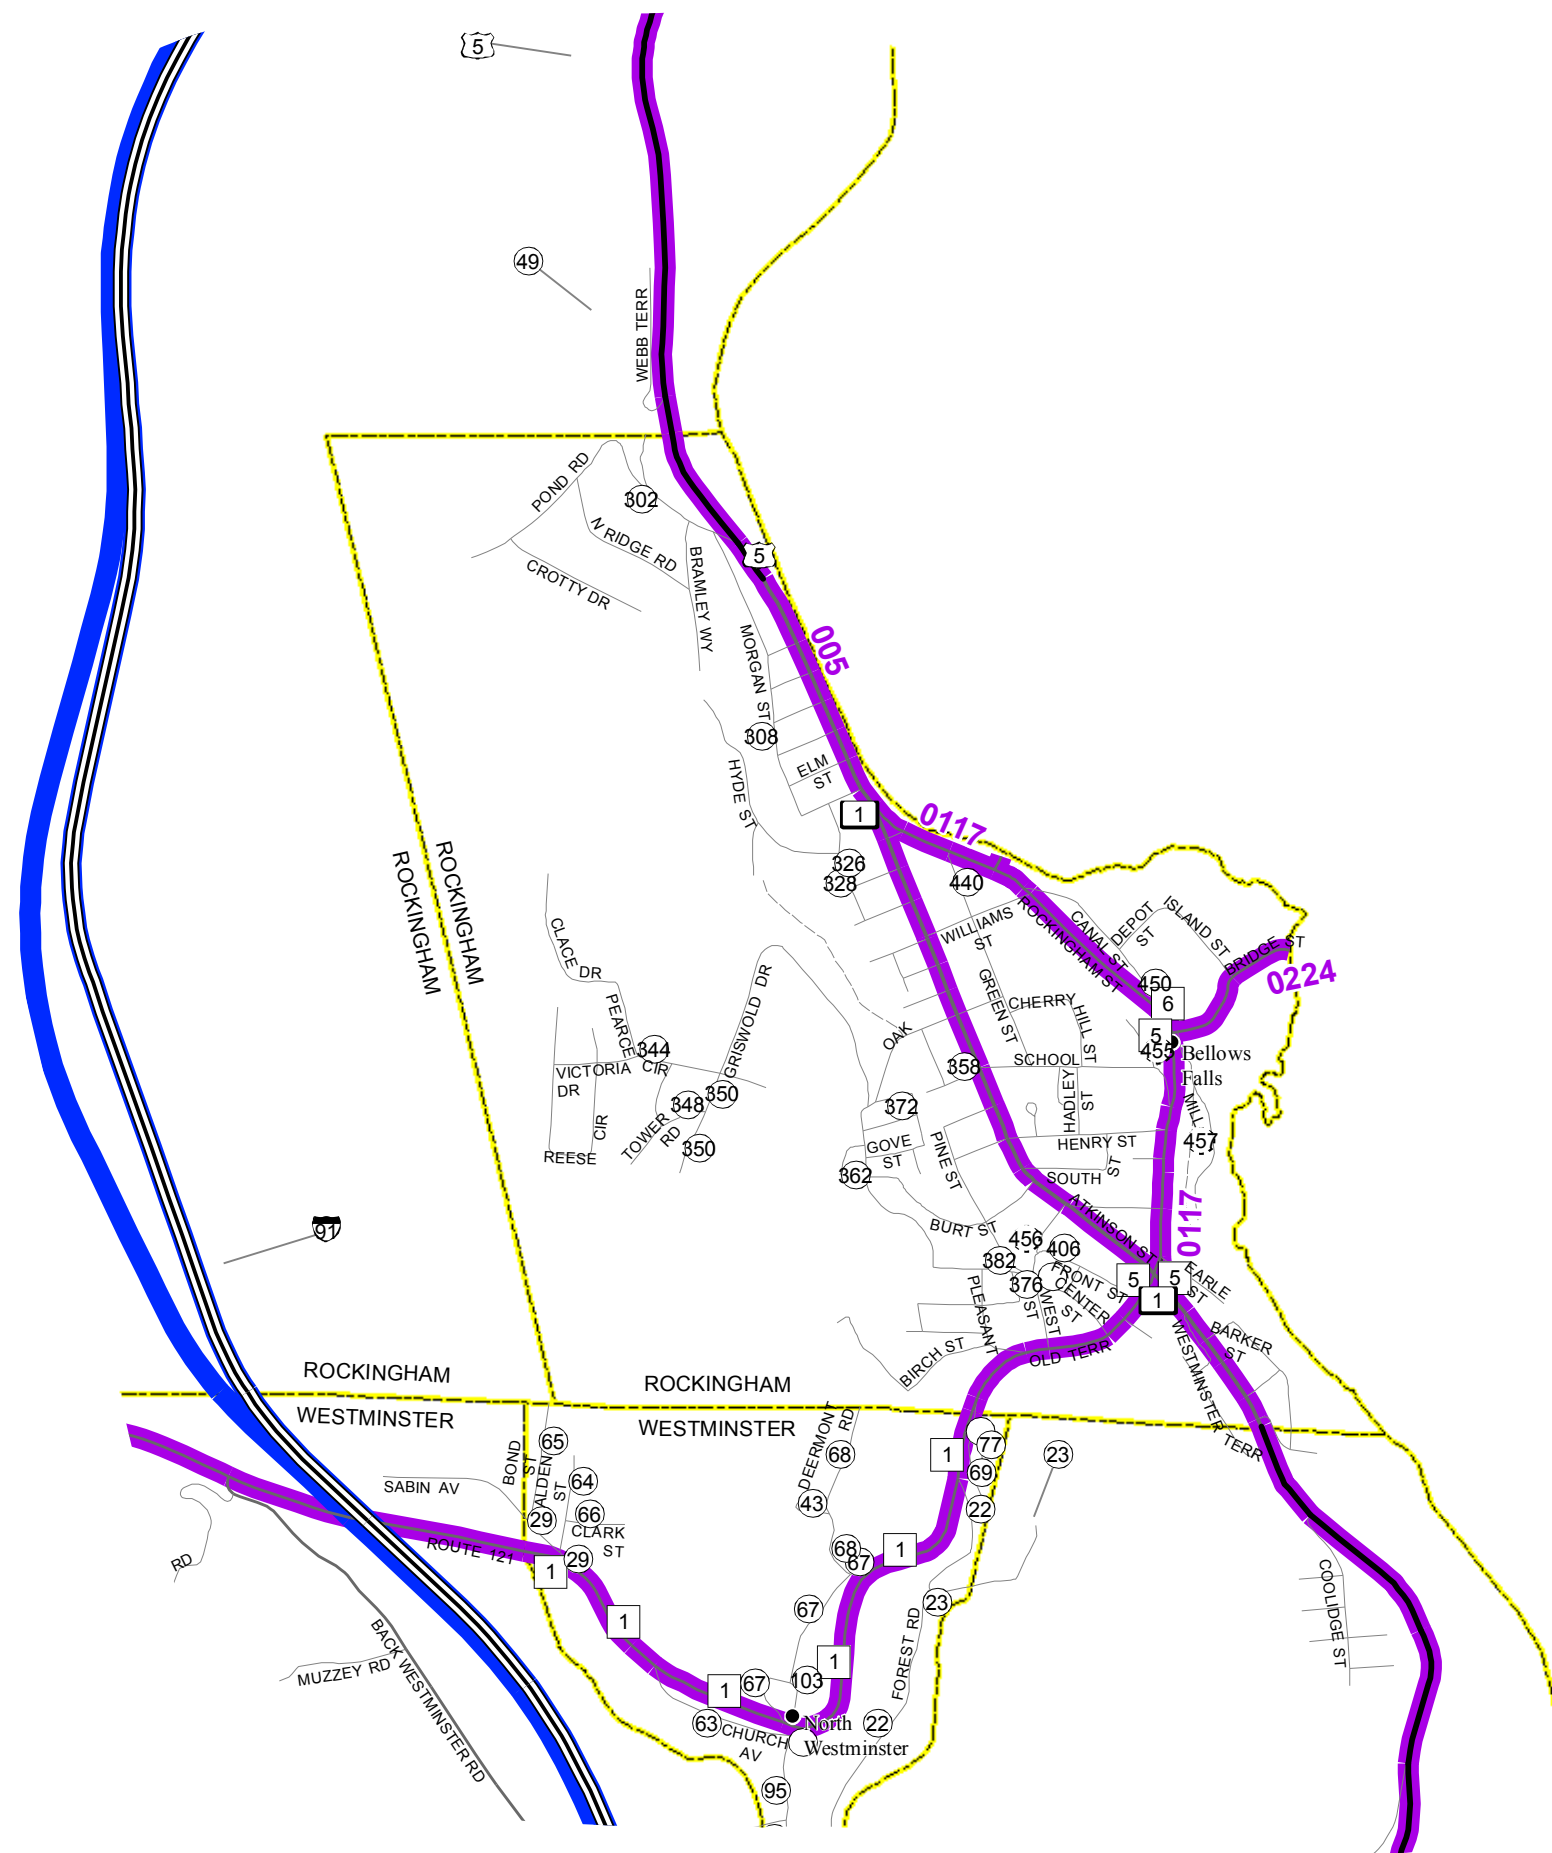 5
49
WEBB TERR
POND RD
302
N RIDGE RD
CROTTY DR
BRAMLEY WY
5
005
MORGAN ST
308
ELM
ST
HYDE ST
1
0117
326
328
440
ROCKINGHAM
ROCKINGHAM
WILLIAMS
ST
ROCKINGHAM ST
CANAL ST
DEPOT
ST
ISLAND ST
BRIDGE ST
0224
450
6
5
455
Bellows
Falls
CLACE DR
PEARCE
CIR
344
VICTORIA
DR
CIR
REESE
TOWER
RD
348
350
350
GRISWOLD DR
OAK
GREEN ST
CHERRY
HILL ST
358
SCHOOL
HADLEY
ST
MILL
457
372
GOVE
ST
362
PINE ST
HENRY ST
SOUTH
ST
BURT ST
ATKINSON ST
0117
456
406
382
376
ST
WEST
FRONT
ST
CENTER
ST
PLEASANT
5
5
1
EARLE
ST
BARKER
ST
BIRCH ST
OLD TERR
WESTMINSTER TERR
91
ROCKINGHAM
WESTMINSTER
ROCKINGHAM
WESTMINSTER
BOND
ST
ALDEN
ST
65
64
66
CLARK
ST
29
29
SABIN AV
ROUTE 121
1
DEERMONT
RD
68
43
68
67
1
1
77
69
22
23
23
RD
MUZZEY RD
BACK WESTMINSTER RD
1
1
67
67
103
1
63
CHURCH
AV
North
Westminster
22
FOREST RD
95
COOLIDGE ST